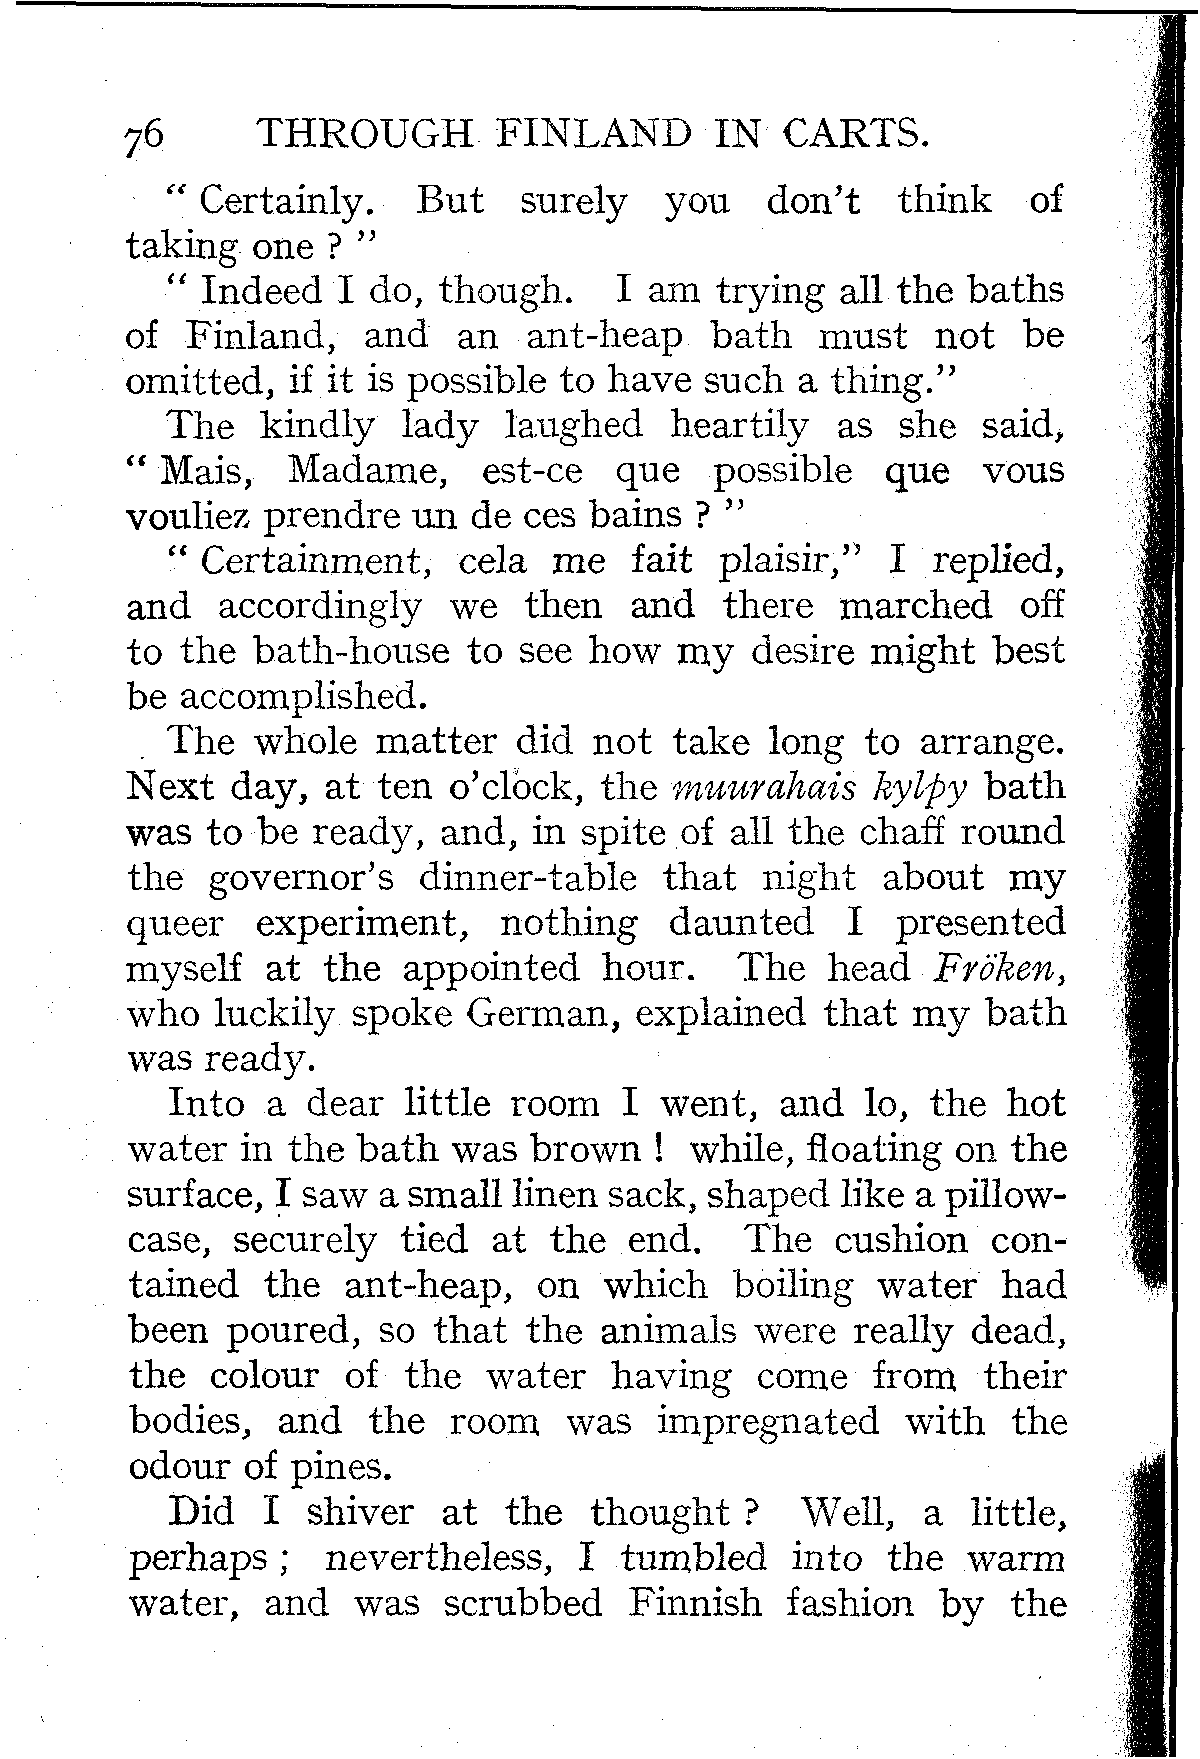 76 THROUGH FINLAND IN CARTS.
“ Certainly. But surely you don’t think of
taking one ? ”
“ Indeed I do, though. I am trying all the baths
of Finland, and an ant-heap bath must not be
omitted, if it is possible to have such a thing.”
The kindly lady laughed heartily as she said,
“ Mais, Madame, est-ce que possible que vous
vouliez prendre un de ces bains ? ”
“ Certainment, cela me fait plaisir,” I replied,
and accordingly we then and there marched off
to the bath-house to see how my desire might best
be accomplished.
The whole matter did not take long to arrange.
Next day, at ten o’clock, the muurahais kylpy bath
was to be ready, and, in spite of all the chaff round
the governor’s dinner-table that night about my
queer experiment, nothing daunted I presented
myself at the appointed hour. The head Fröken,
who luckily spoke German, explained that my bath
was ready.
Into a dear little room I went, and lo, the hot
water in the bath was brown ! while, floating on the
surface, I saw a small linen sack, shaped like a pillow-
case, securely tied at the end. The cushion con-
tained the ant-heap, on which boiling water had
been poured, so that the animals were really dead,
the colour of the water having come from their
bodies, and the room was impregnated with the
odour of pines.
Did I shiver at the thought ? Well, a little,
perhaps ; nevertheless, I tumbled into the warm
water, and was scrubbed Finnish fashion by the